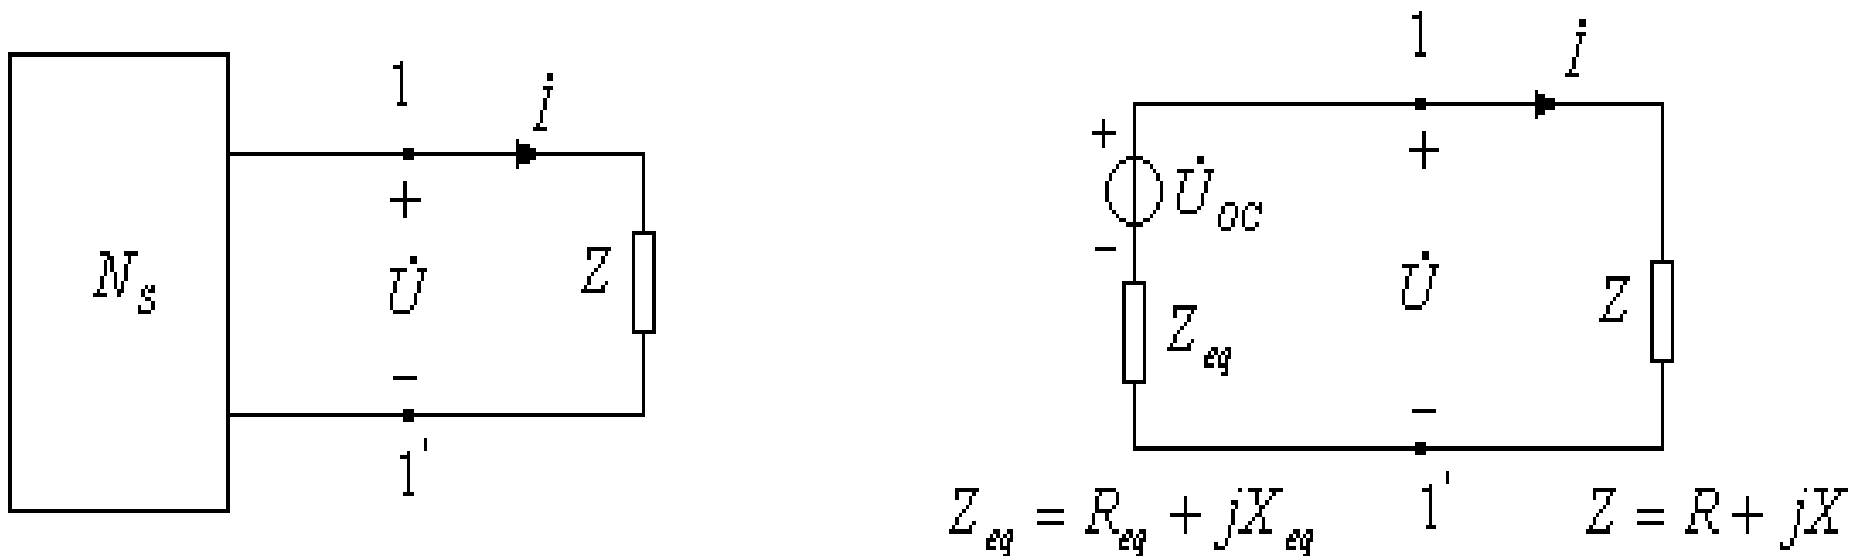 1
İ
+
N_s
U̇
Z
-
1'
1
İ
+
+
U̇_OC
-
U̇
Z
Z_eq
-
1'
Z_eq = R_eq + jX_eq
Z = R + jX